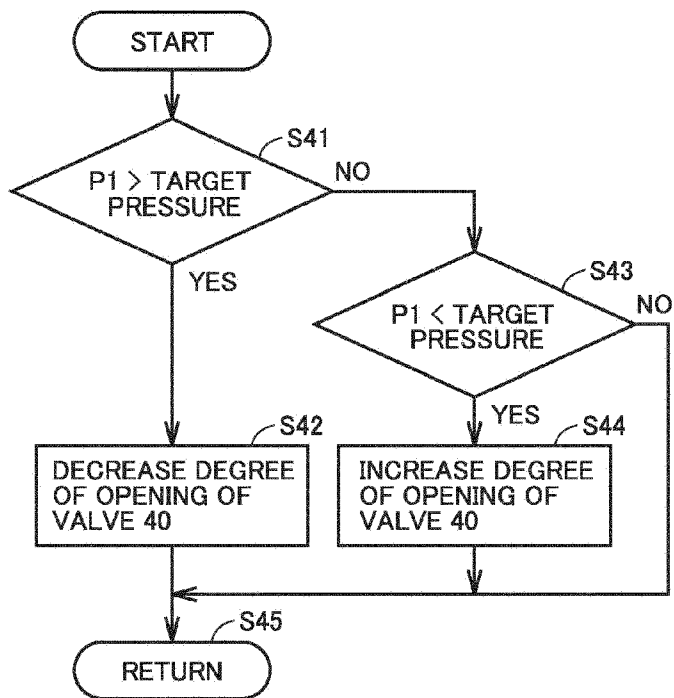 START
S41
P1 > TARGET
PRESSURE
NO
YES
S43
P1 < TARGET
PRESSURE
NO
YES
S42
DECREASE DEGREE
OF OPENING OF
VALVE 40
S44
INCREASE DEGREE
OF OPENING OF
VALVE 40
S45
RETURN